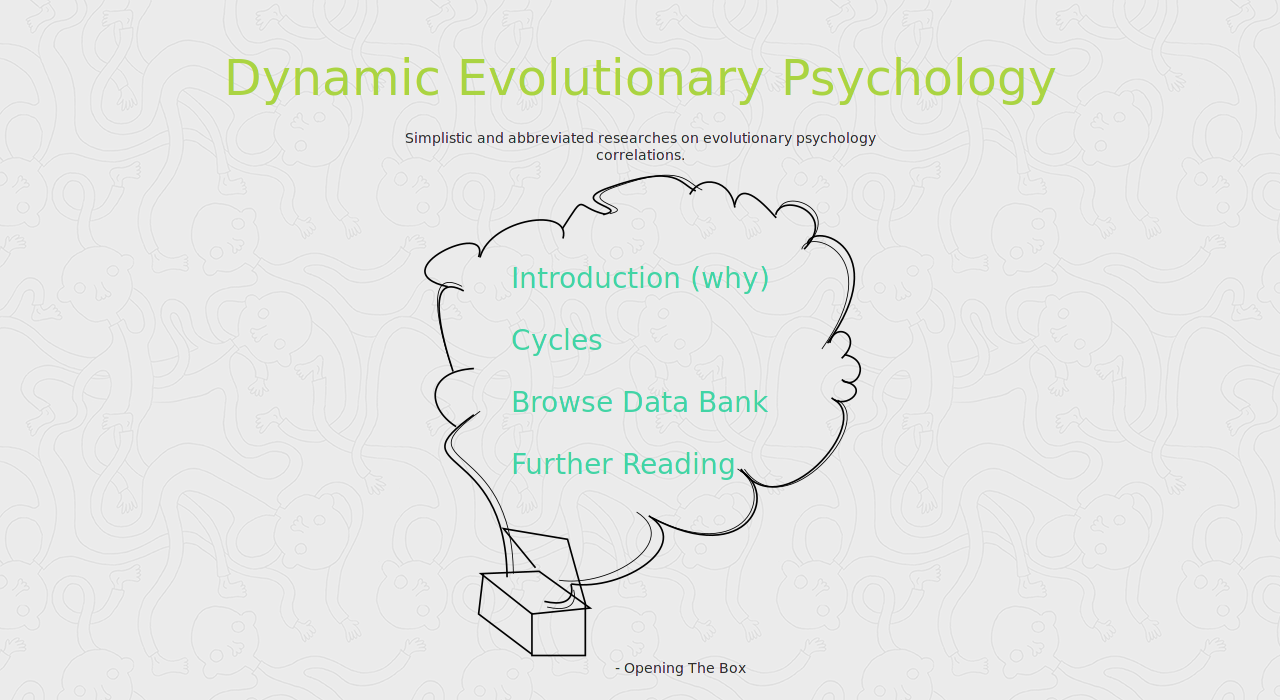 Dynamic Evolutionary Psychology
Simplistic and abbreviated researches on evolutionary psychology
correlations.
Introduction (why)
Cycles
Browse Data Bank
Further Reading
- Opening The Box